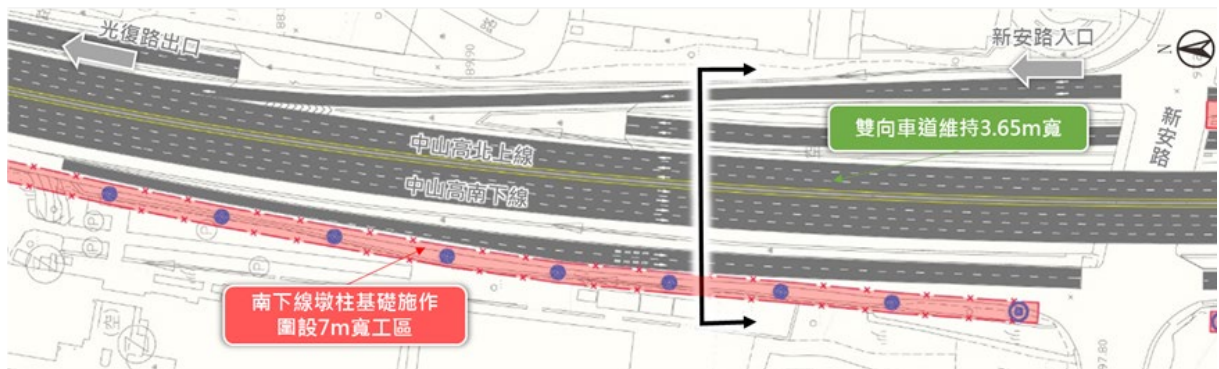 光復路出口
新安路入口
N
雙向車道維持3.65m寬
新安路
中山高北上線
中山高南下線
南下線墩柱基礎施作
圍設7m寬工區
97.80